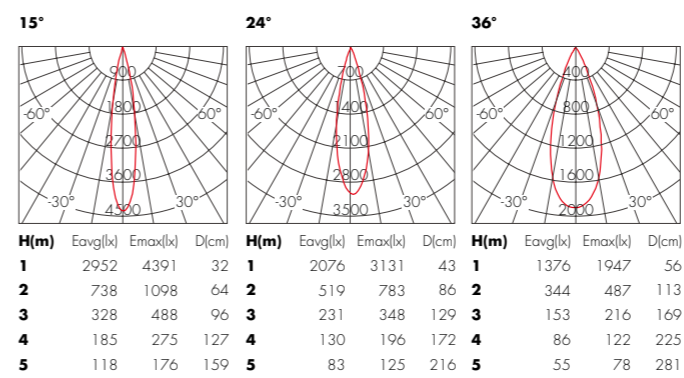 15° 24° 36°
900 700 400
1800 1400 800
-60° 60° -60° 60° -60° 60°
2700 2100 1200
3600 2800 1600
-30° 30° -30° 30° -30° 30°
4500 3500 2000
H(m) Eavg(lx) Emax(lx) D(cm) H(m) Eavg(lx) Emax(lx) D(cm) H(m) Eavg(lx) Emax(lx) D(cm)
1 2952 4391 32 1 2076 3131 43 1 1376 1947 56
2 738 1098 64 2 519 783 86 2 344 487 113
3 328 488 96 3 231 348 129 3 153 216 169
4 185 275 127 4 130 196 172 4 86 122 225
5 118 176 159 5 83 125 216 5 55 78 281